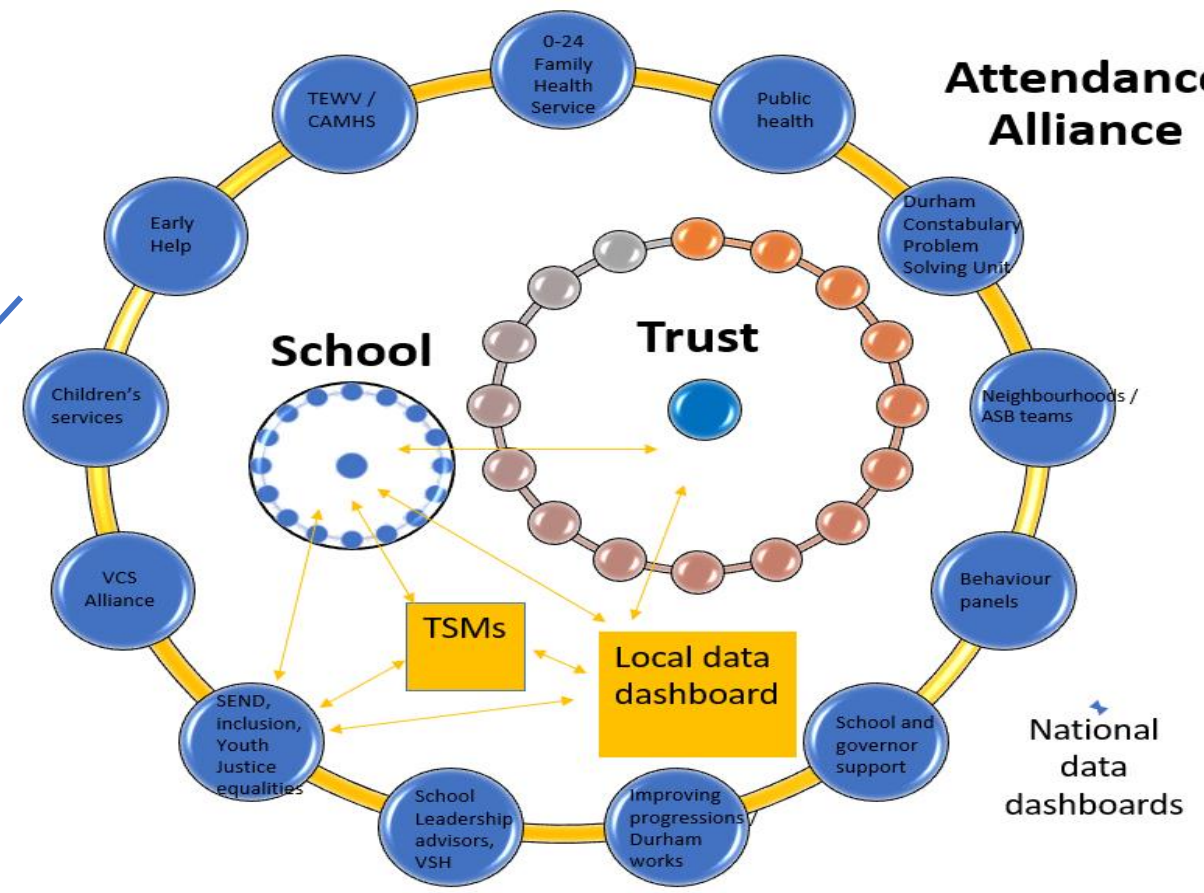 0-24
Family
Health
Service
Attendance
Alliance
TEWV /
CAMHS
Public
health
Durham
Constabulary
Problem
Solving Unit
Early
Help
School
Trust
Children's
services
Neighbourhoods /
ASB teams
VCS
Alliance
Behaviour
panels
TSMs
Local data
dashboard
SEND,
inclusion,
Youth
Justice
equalities
School and
governor
support
National
data
dashboards
School
Leadership
advisors,
VSH
Improving
progressions /
Durham
works